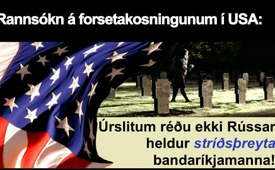 Rannsókn á forsetakosningunum í USA:
Úrslitum réðu ekki Rússar
heldur stríðsþreyta
bandaríkjamanna!